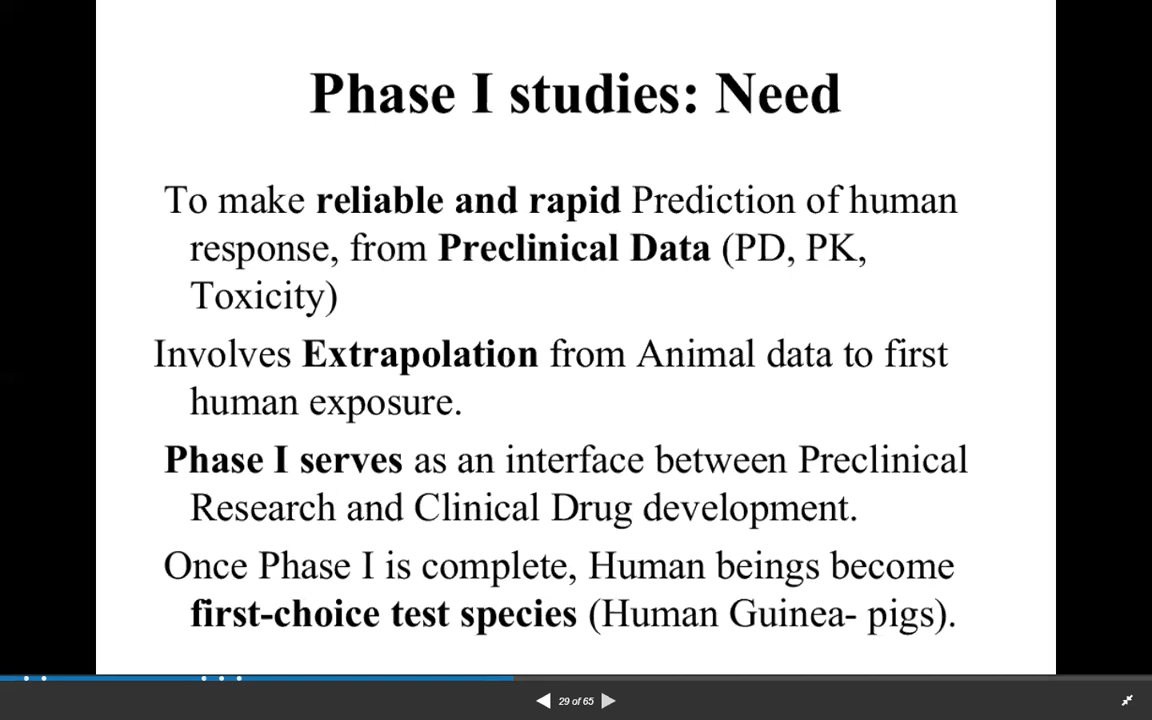 Phase I studies: Need
To make reliable and rapid Prediction of human
response, from Preclinical Data (PD, PK,
Toxicity)
Involves Extrapolation from Animal data to first
human exposure.
Phase I serves as an interface between Preclinical
Research and Clinical Drug development.
Once Phase I is complete, Human beings become
first-choice test species (Human Guinea- pigs).
29 of 65